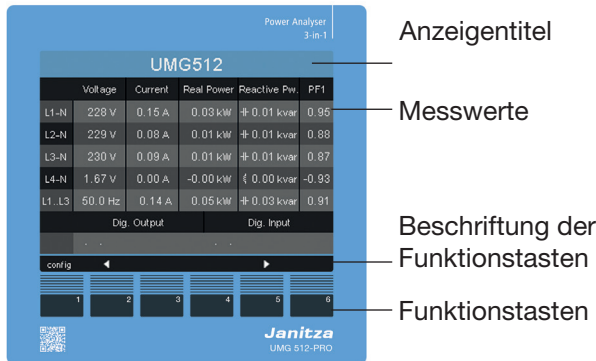 Power Analyser
3-in-1
UMG512
Voltage Current Real Power Reactive Pw. PF1
L1-N 228 V 0.15 A 0.03 kW ⊣⊢ 0.01 kvar 0.95
L2-N 229 V 0.08 A 0.01 kW ⊣⊢ 0.01 kvar 0.88
L3-N 230 V 0.09 A 0.01 kW ⊣⊢ 0.01 kvar 0.87
L4-N 1.67 V 0.00 A -0.00 kW 0.00 kvar -0.93
L1..L3 50.0 Hz 0.14 A 0.05 kW ⊣⊢ 0.03 kvar 0.91
Dig. Output Dig. Input
. . . .
config ◄ ►
1 2 3 4 5 6
Janitza
UMG 512-PRO
Anzeigentitel
Messwerte
Beschriftung der
Funktionstasten
Funktionstasten